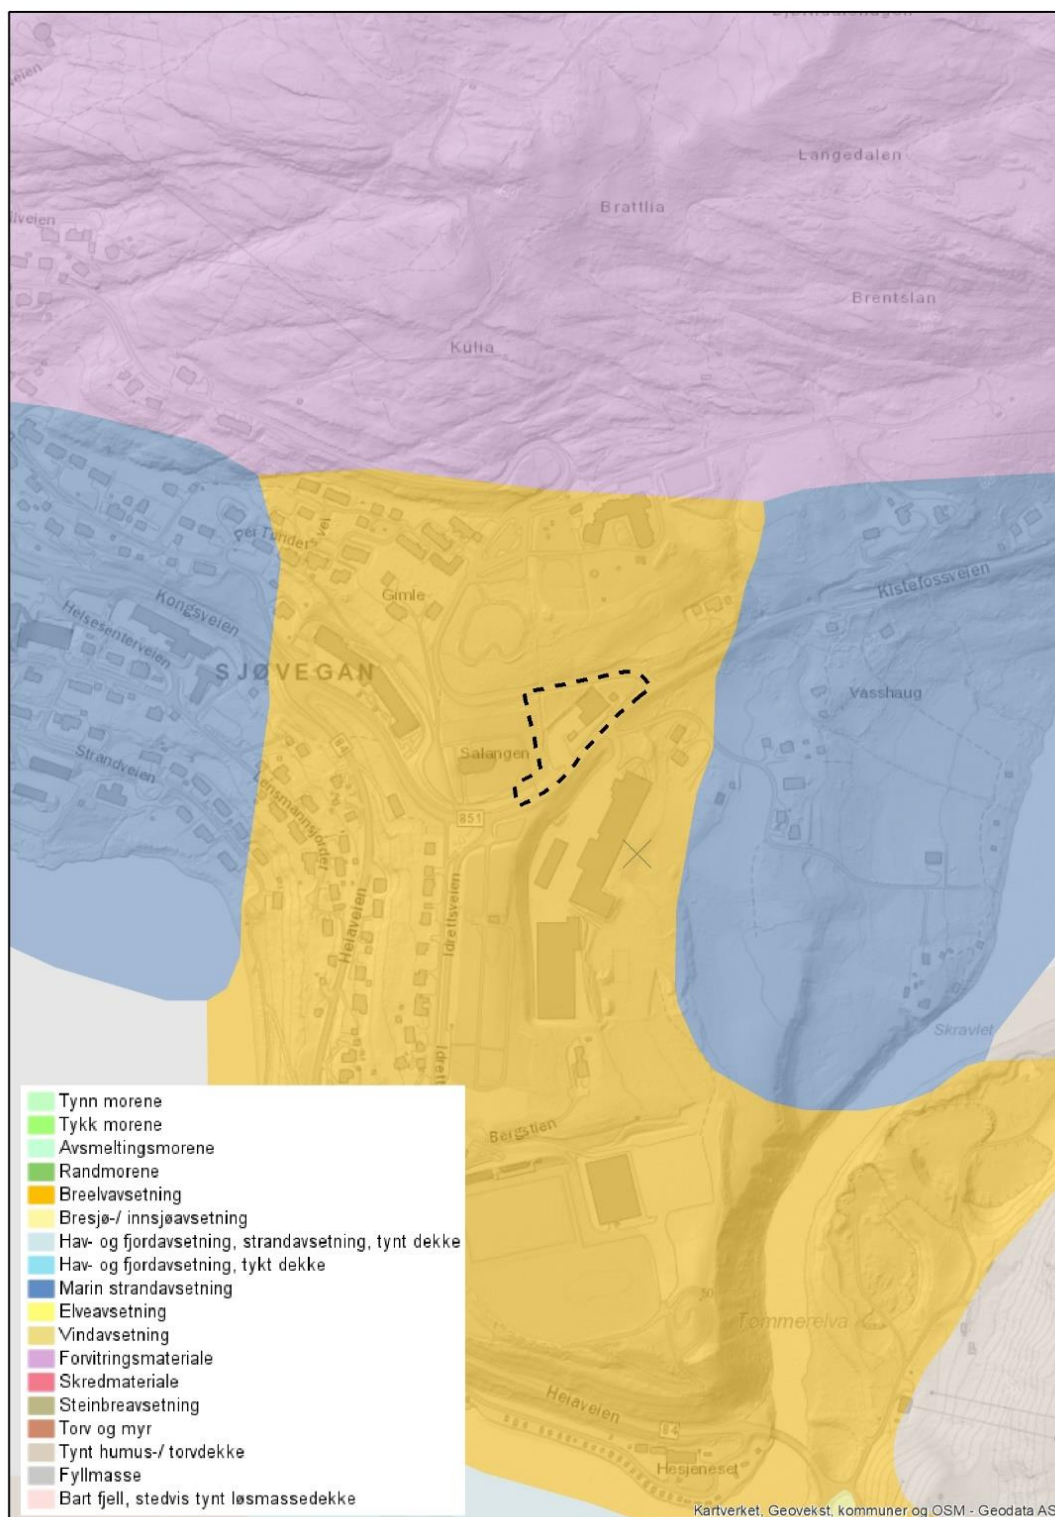 Langedalen
Brattlia
Brentslan
Kulia
Per Tunders vei
Kistefossveien
Gimle
Kongsveien
Helsesenterveien
SJØVEGAN
Vasshaug
84
Salangen
Strandveien
Lensmannsjordet
851
Heiaveien
Idrettsveien
Skravlet
Idrett
Bergstien
Tømmerelva
Heiaveien
84
Hesjeneset
Tynn morene
Tykk morene
Avsmeltingsmorene
Randmorene
Breelvavsetning
Bresjø-/ innsjøavsetning
Hav- og fjordavsetning, strandavsetning, tynt dekke
Hav- og fjordavsetning, tykt dekke
Marin strandavsetning
Elveavsetning
Vindavsetning
Forvitringsmateriale
Skredmateriale
Steinbreavsetning
Torv og myr
Tynt humus-/ torvdekke
Fyllmasse
Bart fjell, stedvis tynt løsmassedekke
Kartverket, Geovekst, kommuner og OSM - Geodata AS